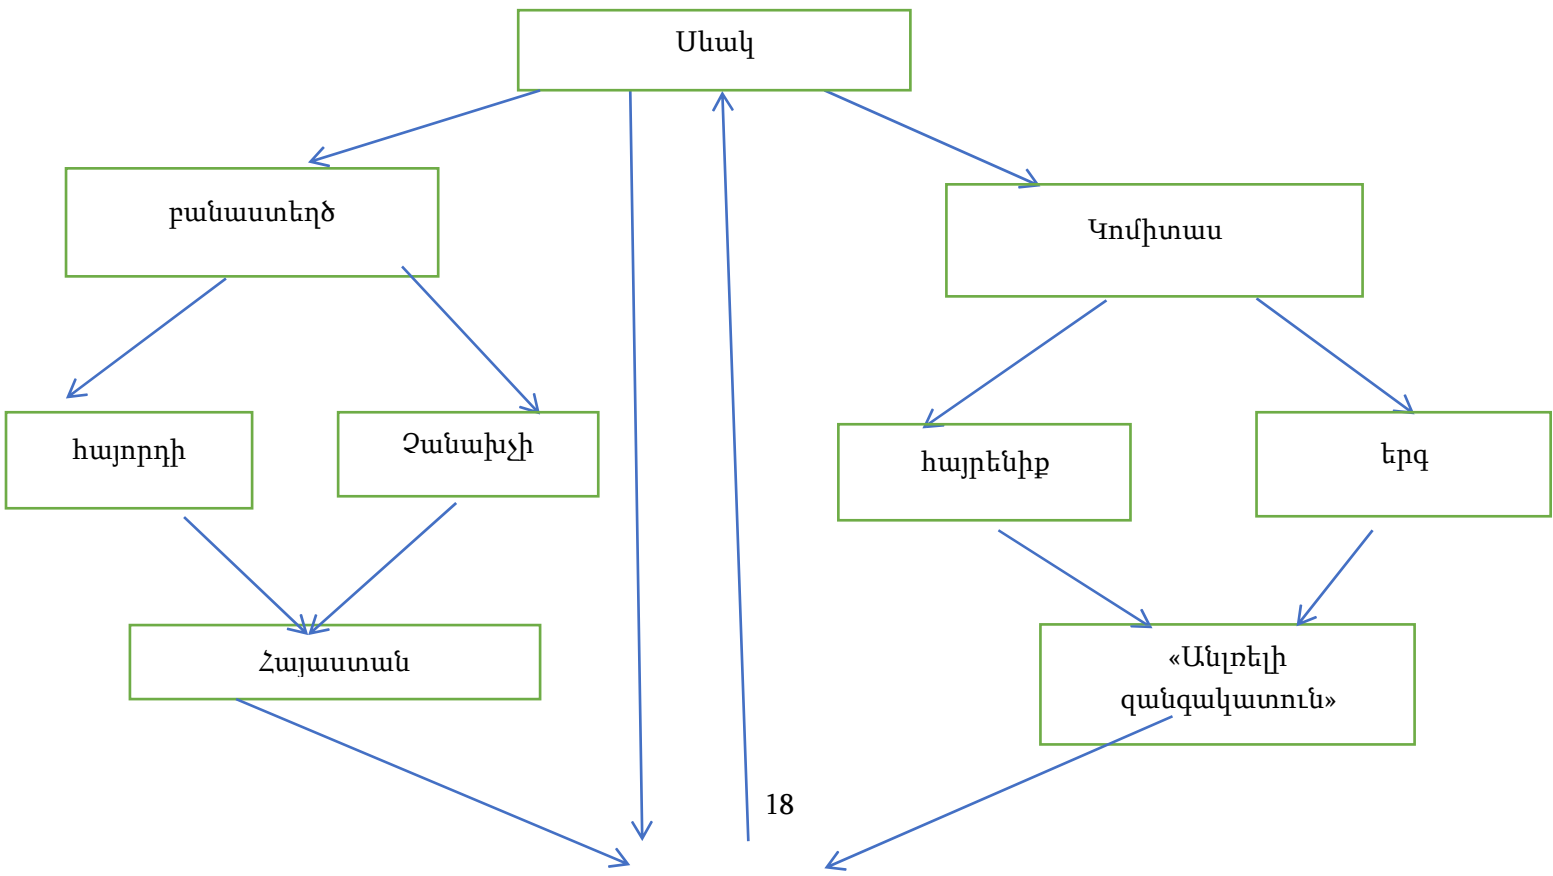 Սևակ
բանաստեղծ
Կոմիտաս
հայորդի
Չանախչի
հայրենիք
երգ
Հայաստան
«Անլռելի
զանգակատուն»
18